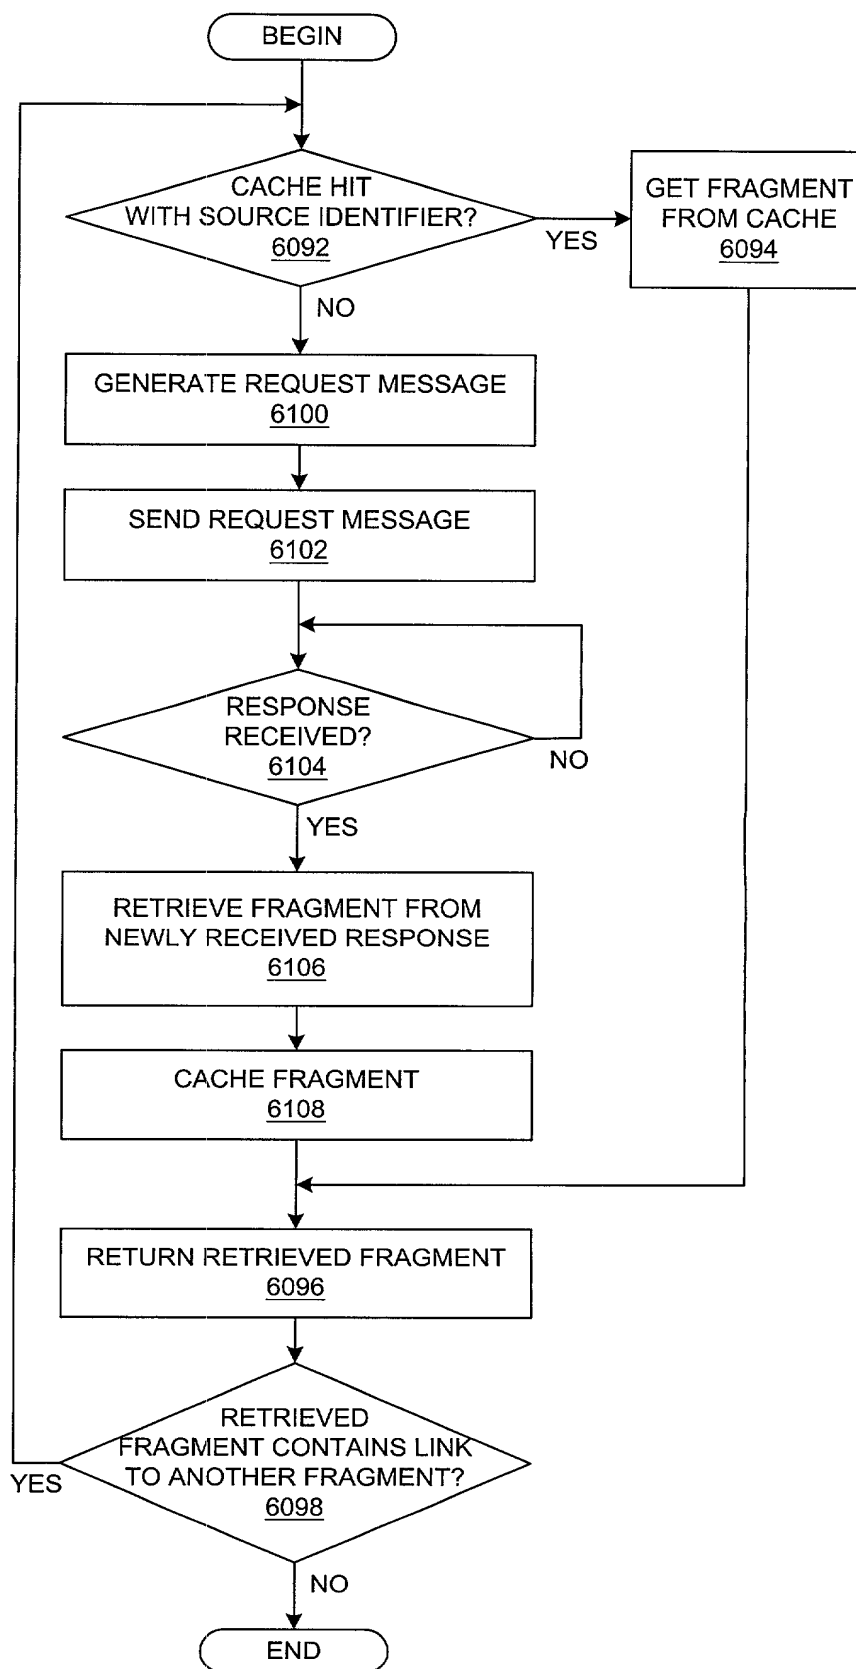 BEGIN
CACHE HIT
WITH SOURCE IDENTIFIER?
6092
YES
GET FRAGMENT
FROM CACHE
6094
NO
GENERATE REQUEST MESSAGE
6100
SEND REQUEST MESSAGE
6102
RESPONSE
RECEIVED?
6104
NO
YES
RETRIEVE FRAGMENT FROM
NEWLY RECEIVED RESPONSE
6106
CACHE FRAGMENT
6108
RETURN RETRIEVED FRAGMENT
6096
RETRIEVED
FRAGMENT CONTAINS LINK
TO ANOTHER FRAGMENT?
6098
YES
NO
END